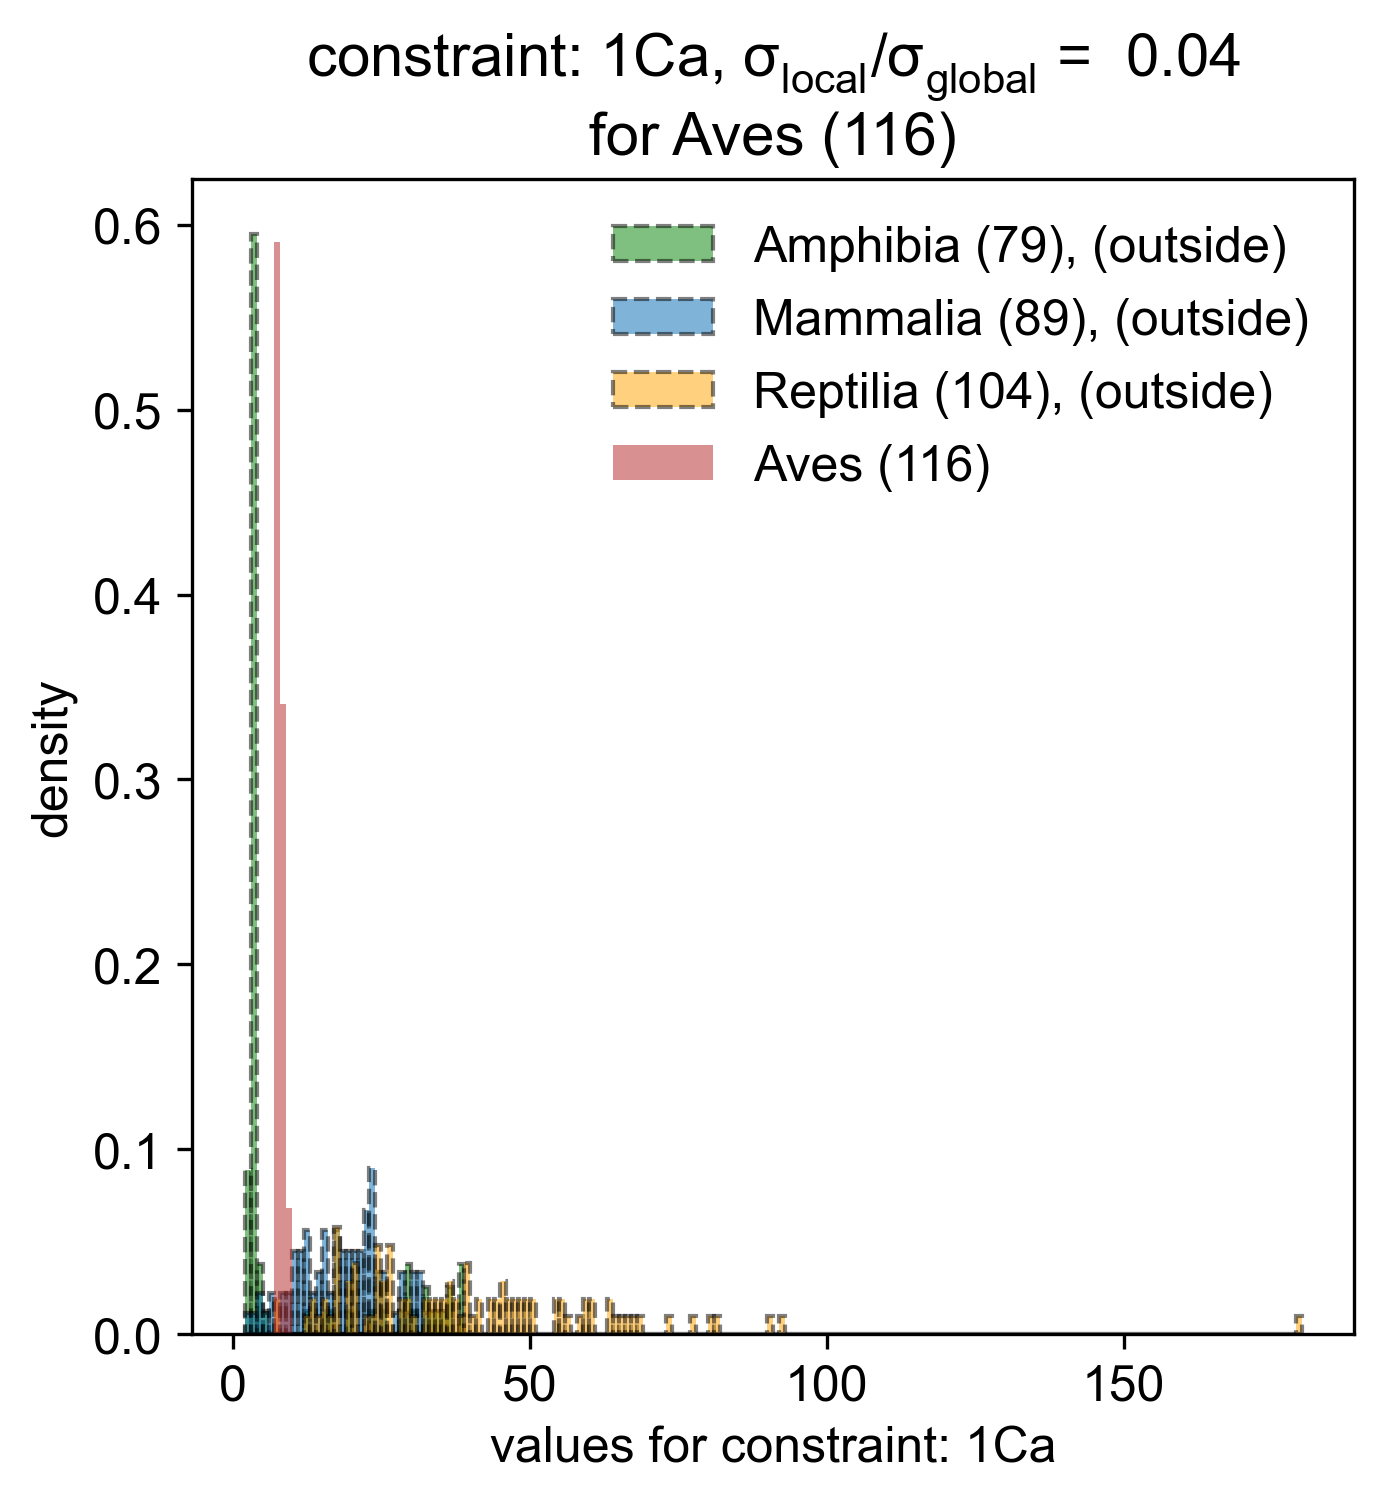 constraint: 1Ca, σlocal/σglobal = 0.04
for Aves (116)
Amphibia (79), (outside)
Mammalia (89), (outside)
Reptilia (104), (outside)
Aves (116)
density
0.6
0.5
0.4
0.3
0.2
0.1
0.0
0 50 100 150
values for constraint: 1Ca